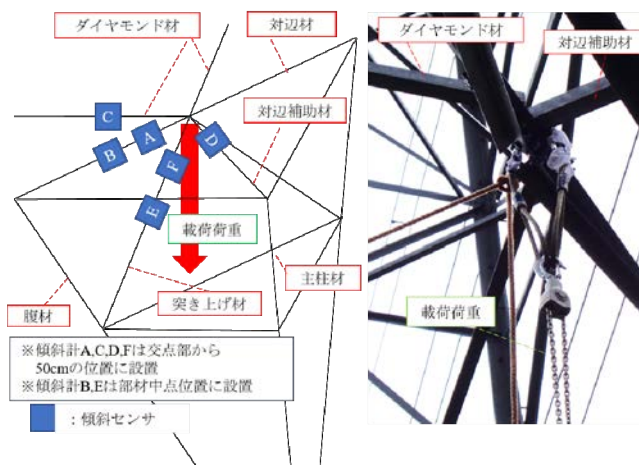 ダイヤモンド材
対辺材
C
A
B
F
D
E
対辺補助材
載荷荷重
主柱材
突き上げ材
腹材
※傾斜計A,C,D,Fは交点部から
50cmの位置に設置
※傾斜計B,Eは部材中点位置に設置
：傾斜センサ
ダイヤモンド材
対辺補助材
載荷荷重